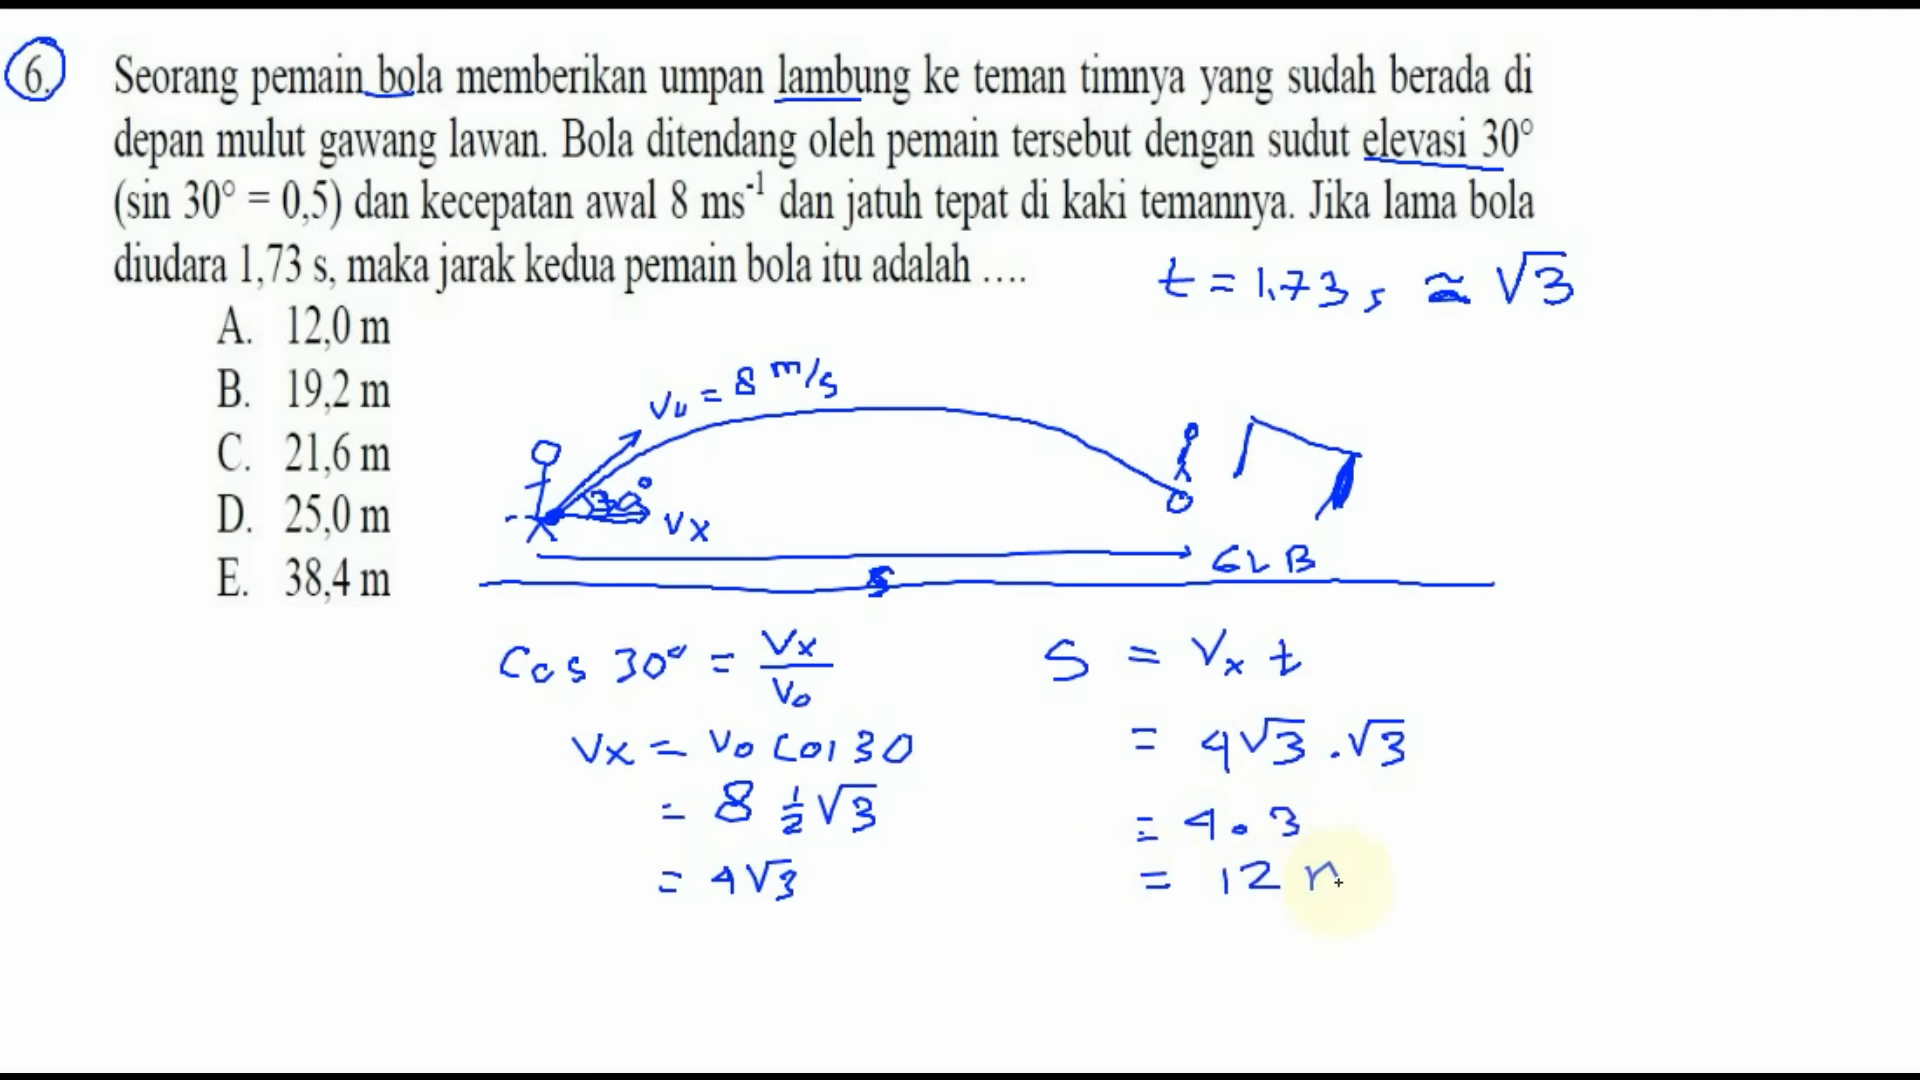 6. Seorang pemain bola memberikan umpan lambung ke teman timnya yang sudah berada di
depan mulut gawang lawan. Bola ditendang oleh pemain tersebut dengan sudut elevasi 30°
(sin 30° = 0,5) dan kecepatan awal 8 ms⁻¹ dan jatuh tepat di kaki temannya. Jika lama bola
diudara 1,73 s, maka jarak kedua pemain bola itu adalah ....
t = 1.73 s ≃ √3
A. 12,0 m
B. 19,2 m
C. 21,6 m
D. 25,0 m
E. 38,4 m
V₀ = 8 m/s
30°
Vx
GLB
S
Cos 30° = Vx/V₀
Vx = V₀ cos 30
= 8 ½√3
= 4√3
S = Vx t
= 4√3 . √3
= 4 . 3
= 12